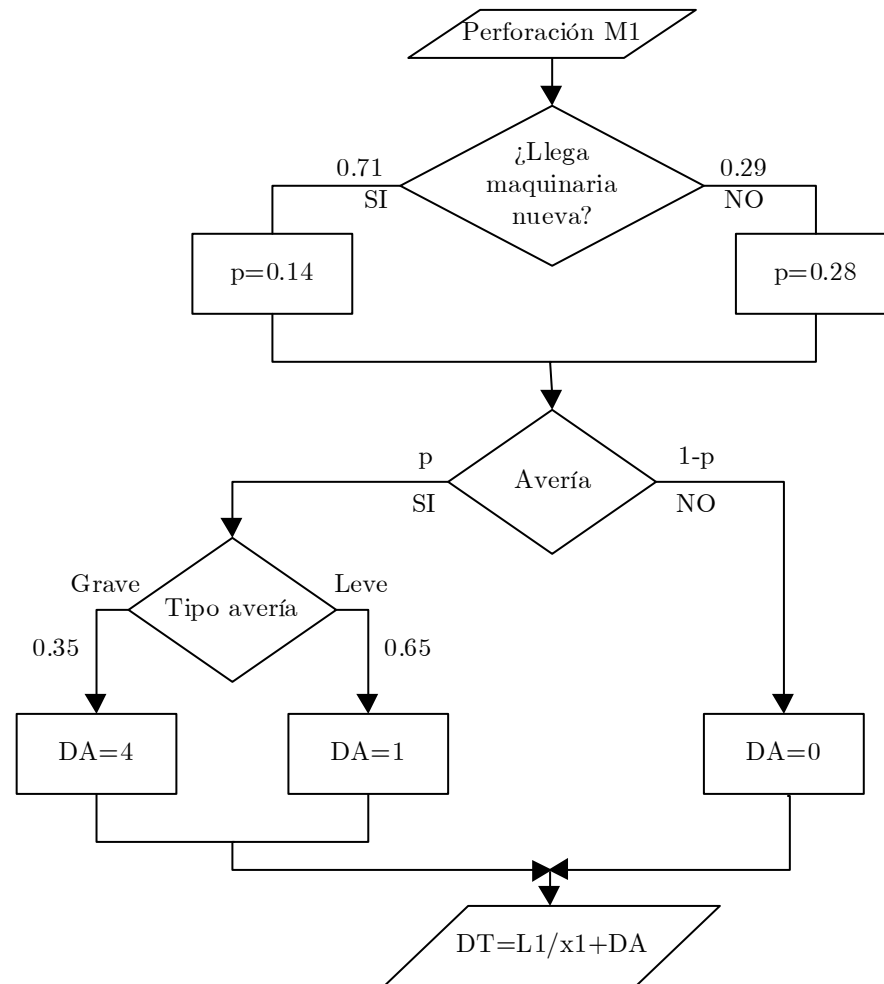 Perforación M1
¿Llega
maquinaria
nueva?
0.71
SI
0.29
NO
p=0.14
p=0.28
Avería
p
SI
1-p
NO
Tipo avería
Grave
0.35
Leve
0.65
DA=4
DA=1
DA=0
DT=L1/x1+DA